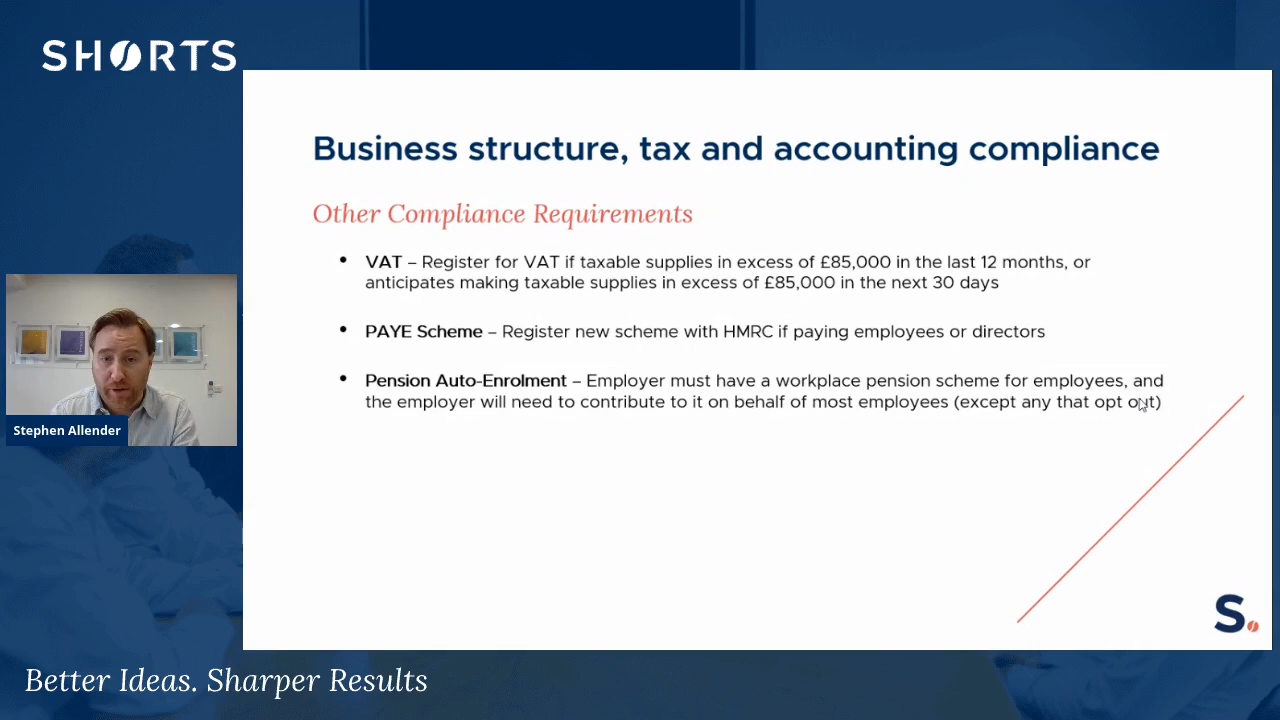 SHORTS
Business structure, tax and accounting compliance
Other Compliance Requirements
• VAT – Register for VAT if taxable supplies in excess of £85,000 in the last 12 months, or
anticipates making taxable supplies in excess of £85,000 in the next 30 days
• PAYE Scheme – Register new scheme with HMRC if paying employees or directors
• Pension Auto-Enrolment – Employer must have a workplace pension scheme for employees, and
the employer will need to contribute to it on behalf of most employees (except any that opt out)
Stephen Allender
S.
Better Ideas. Sharper Results